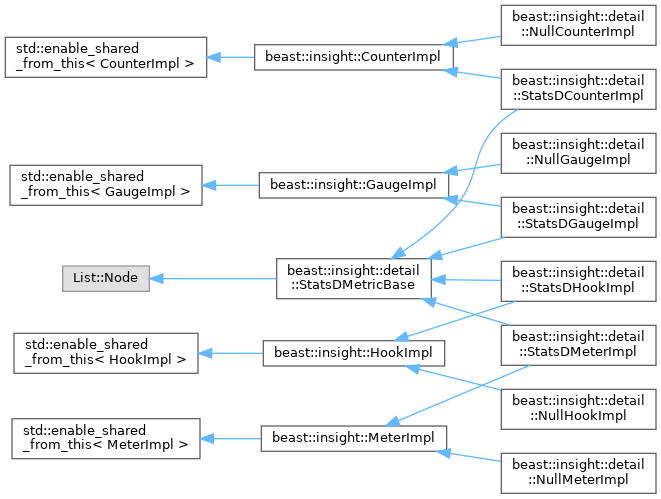 std::enable_shared
_from_this< CounterImpl >
beast::insight::CounterImpl
beast::insight::detail
::NullCounterImpl
beast::insight::detail
::StatsDCounterImpl
std::enable_shared
_from_this< GaugeImpl >
beast::insight::GaugeImpl
beast::insight::detail
::NullGaugeImpl
beast::insight::detail
::StatsDGaugeImpl
List::Node
beast::insight::detail
::StatsDMetricBase
beast::insight::detail
::StatsDHookImpl
beast::insight::detail
::StatsDMeterImpl
std::enable_shared
_from_this< HookImpl >
beast::insight::HookImpl
beast::insight::detail
::NullHookImpl
std::enable_shared
_from_this< MeterImpl >
beast::insight::MeterImpl
beast::insight::detail
::NullMeterImpl